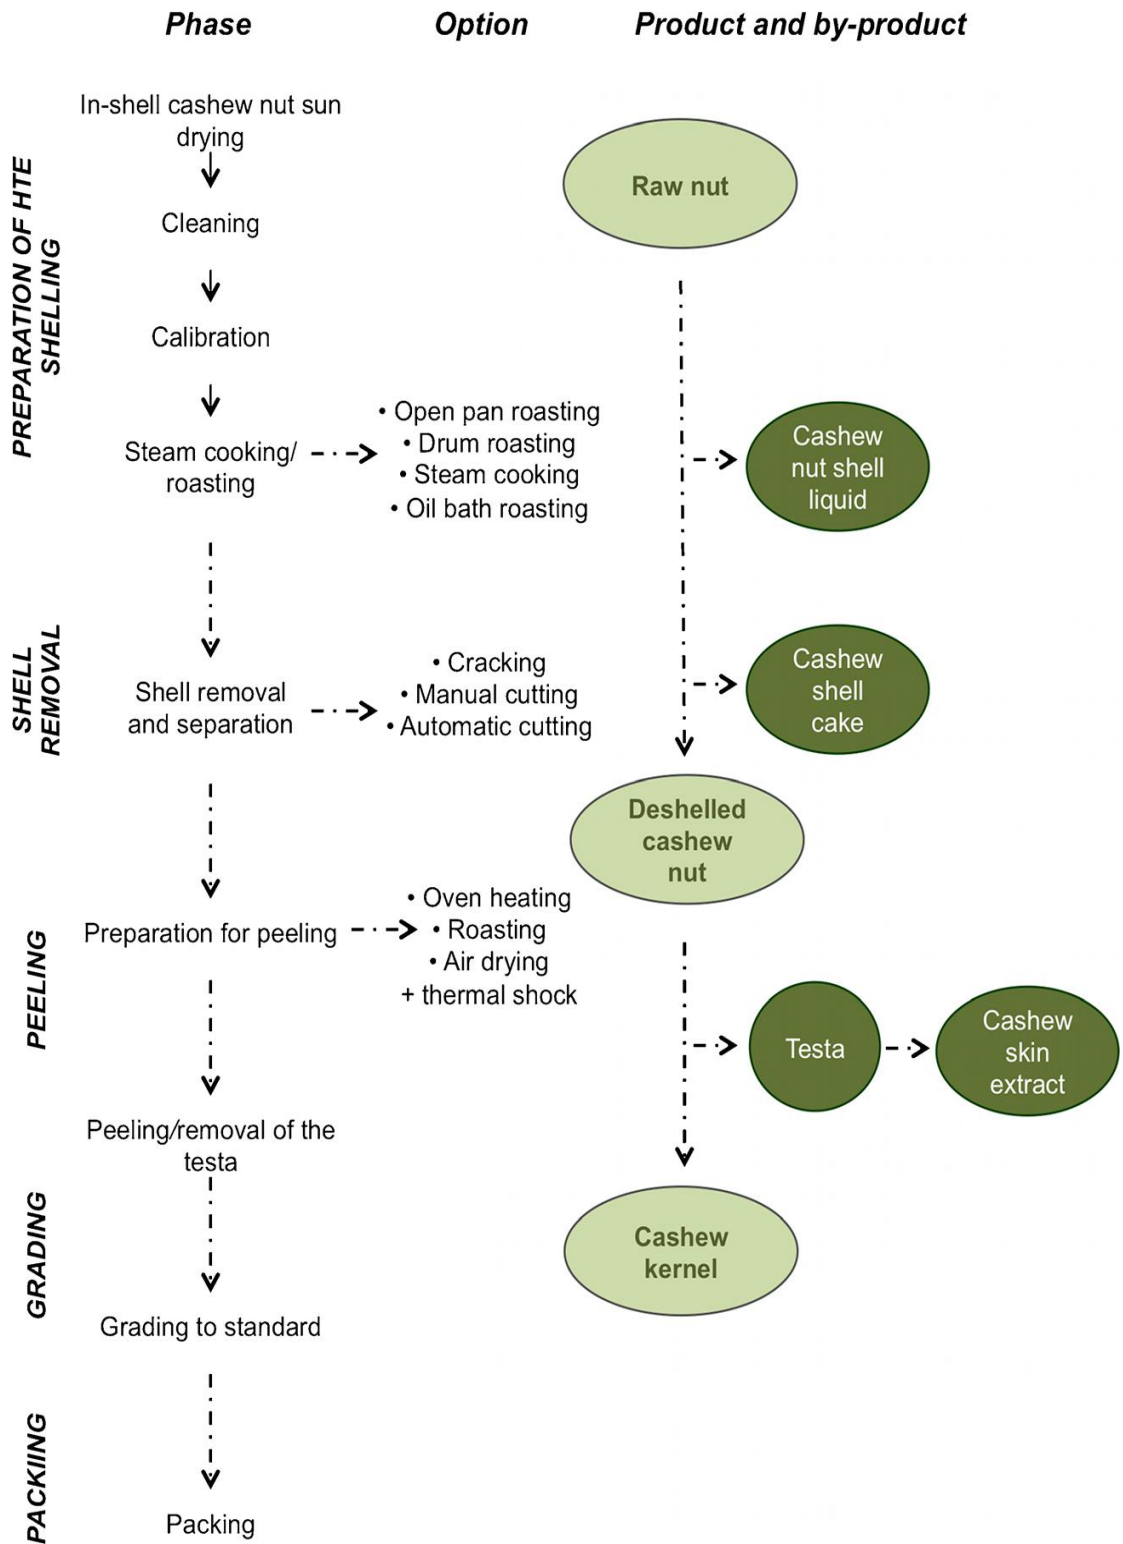 Phase
Option
Product and by-product
PREPARATION OF HTE
SHELLING
In-shell cashew nut sun
drying
Cleaning
Calibration
Steam cooking/
roasting
• Open pan roasting
• Drum roasting
• Steam cooking
• Oil bath roasting
Raw nut
Cashew
nut shell
liquid
SHELL
REMOVAL
Shell removal
and separation
• Cracking
• Manual cutting
• Automatic cutting
Cashew
shell
cake
Deshelled
cashew
nut
PEELING
Preparation for peeling
• Oven heating
• Roasting
• Air drying
+ thermal shock
Testa
Cashew
skin
extract
Peeling/removal of the
testa
GRADING
Grading to standard
Cashew
kernel
PACKIING
Packing